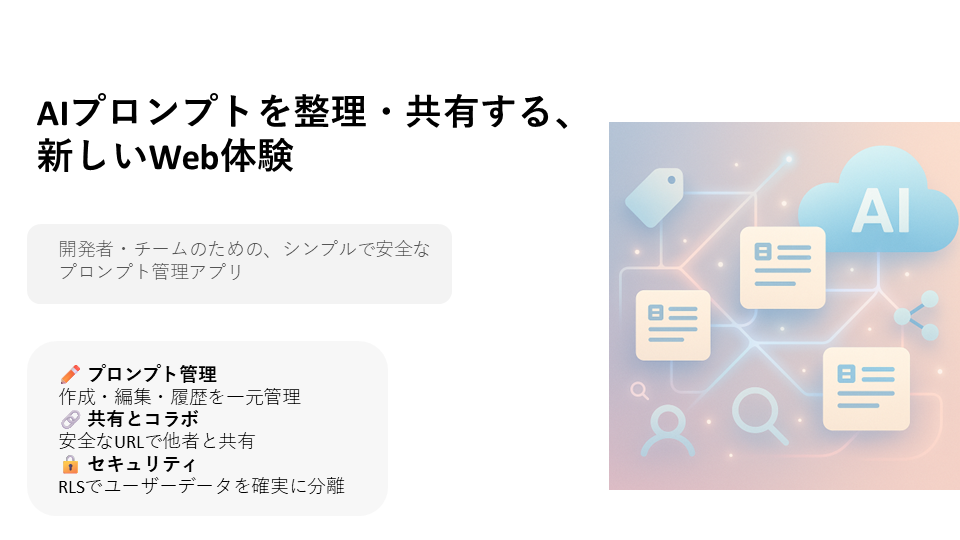 AIプロンプトを整理・共有する、
新しいWeb体験
開発者・チームのための、シンプルで安全な
プロンプト管理アプリ
プロンプト管理
作成・編集・履歴を一元管理
共有とコラボ
安全なURLで他者と共有
セキュリティ
RLSでユーザーデータを確実に分離
AI